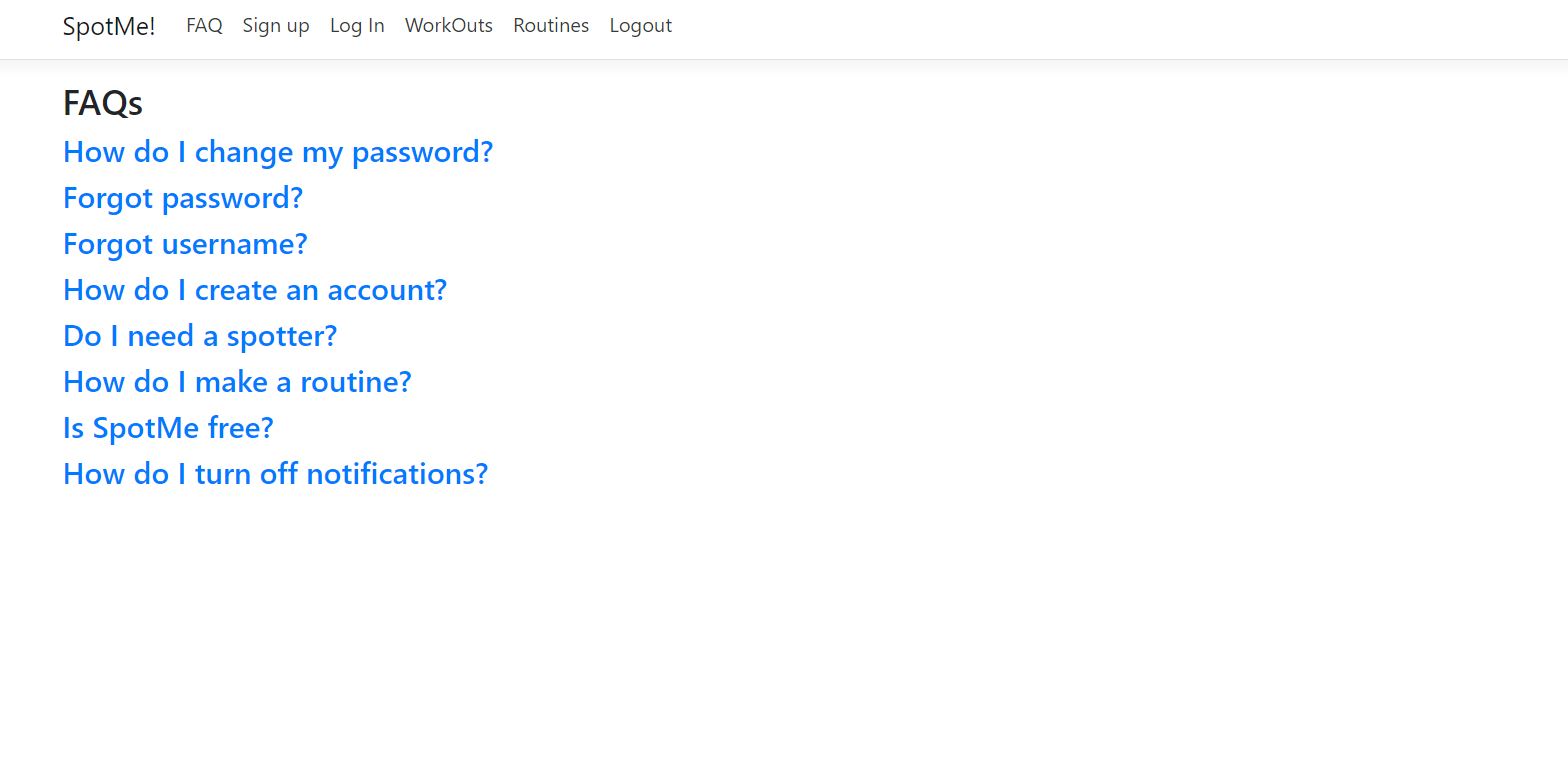 SpotMe! FAQ Sign up Log In WorkOuts Routines Logout
FAQs
How do I change my password?
Forgot password?
Forgot username?
How do I create an account?
Do I need a spotter?
How do I make a routine?
Is SpotMe free?
How do I turn off notifications?